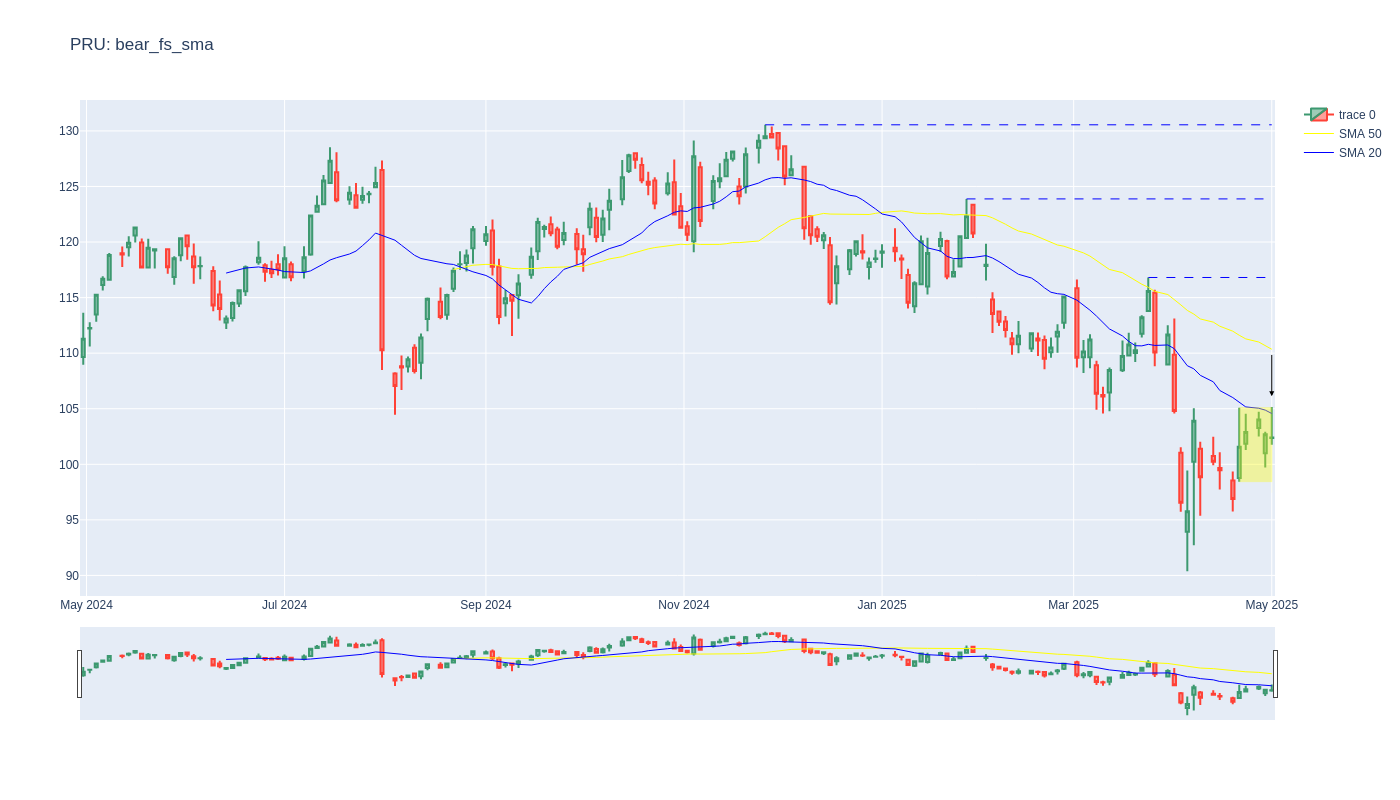 PRU: bear_fs_sma
trace 0
SMA 50
SMA 20
130
125
120
115
110
105
100
95
90
May 2024
Jul 2024
Sep 2024
Nov 2024
Jan 2025
Mar 2025
May 2025